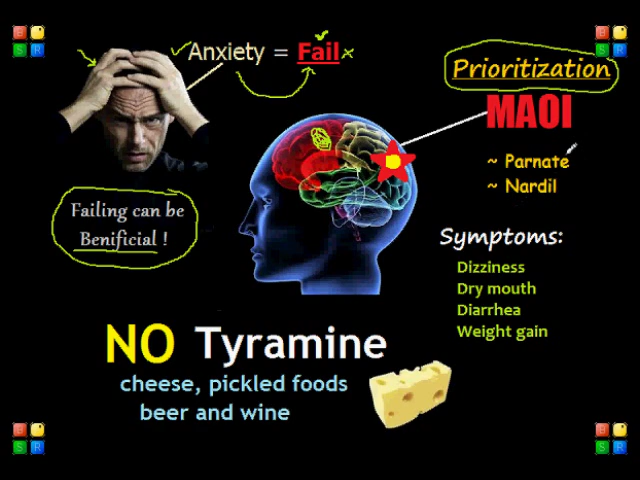 B
S R
B
S R
Anxiety = Fail x
Prioritization
MAOI
~ Parnate
~ Nardil
Failing can be
Benificial !
Symptoms:
Dizziness
Dry mouth
Diarrhea
Weight gain
NO Tyramine
cheese, pickled foods
beer and wine
B
S R
B
S R